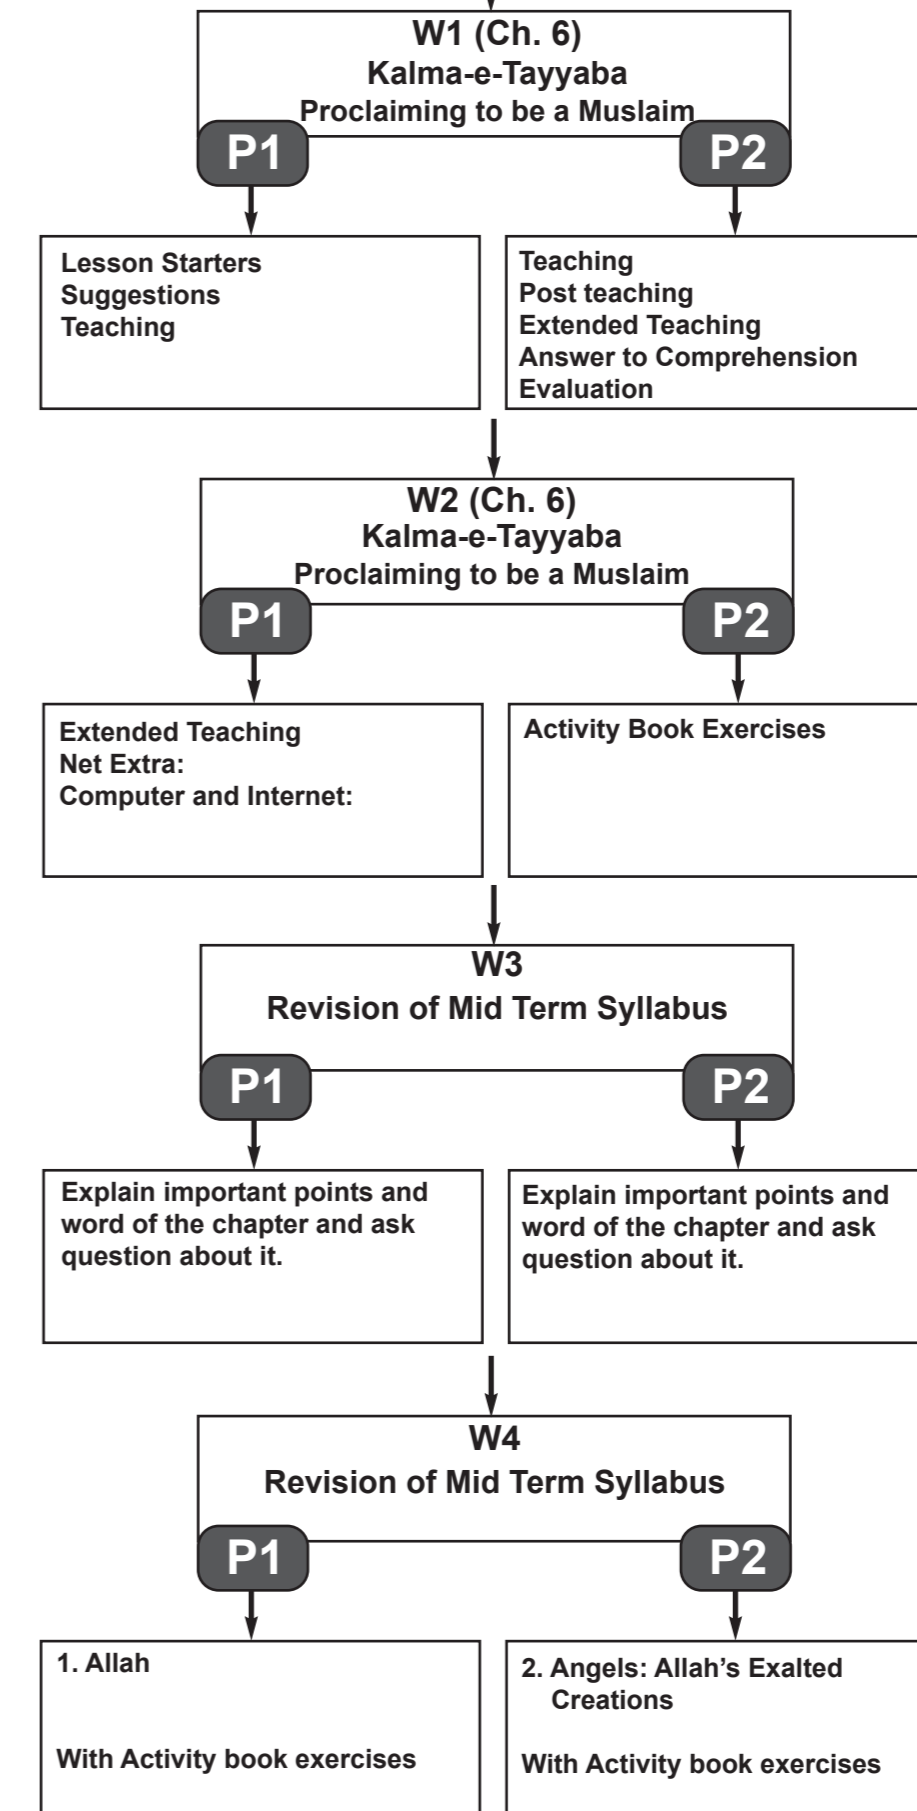 W1 (Ch. 6)
Kalma-e-Tayyaba
Proclaiming to be a Muslaim
P1
P2
Lesson Starters
Suggestions
Teaching
Teaching
Post teaching
Extended Teaching
Answer to Comprehension
Evaluation
W2 (Ch. 6)
Kalma-e-Tayyaba
Proclaiming to be a Muslaim
P1
P2
Extended Teaching
Net Extra:
Computer and Internet:
Activity Book Exercises
W3
Revision of Mid Term Syllabus
P1
P2
Explain important points and
word of the chapter and ask
question about it.
Explain important points and
word of the chapter and ask
question about it.
W4
Revision of Mid Term Syllabus
P1
P2
1. Allah
With Activity book exercises
2. Angels: Allah’s Exalted
Creations
With Activity book exercises